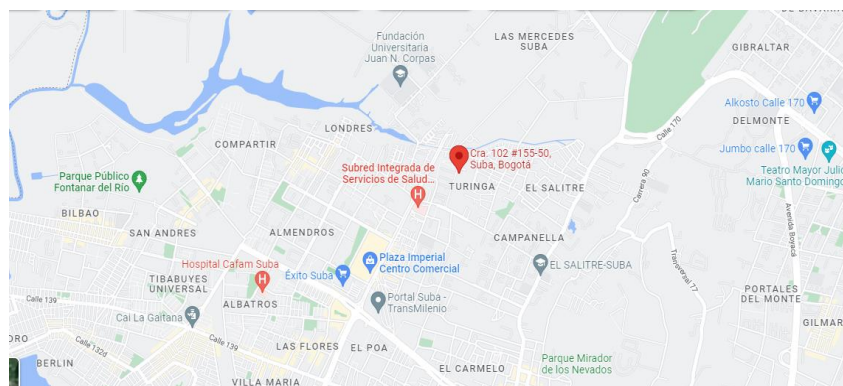 Fundación
Universitaria
Juan N. Corpas
LAS MERCEDES
SUBA
GIBRALTAR
Alkosto Calle 170
DELMONTE
Calle 170
Jumbo calle 170
Teatro Mayor Julio
Mario Santo Domingo
LONDRES
COMPARTIR
Cra. 102 #155-50,
Suba, Bogotá
Subred Integrada de
Servicios de Salud...
TURINGA
EL SALITRE
Carrera 90
Parque Público
Fontanar del Río
BILBAO
SAN ANDRES
ALMENDROS
CAMPANELLA
Avenida Boyacá
Plaza Imperial
Centro Comercial
EL SALITRE-SUBA
Transversal 77
Hospital Cafam Suba
Éxito Suba
TIBABUYES
UNIVERSAL
ALBATROS
Portal Suba -
TransMilenio
PORTALES
DEL MONTE
Calle 139
Cai La Gaitana
Calle 139
GILMAR
DRO
LAS FLORES
EL POA
Calle 132d
BERLIN
VILLA MARIA
EL CARMELO
Parque Mirador
de los Nevados